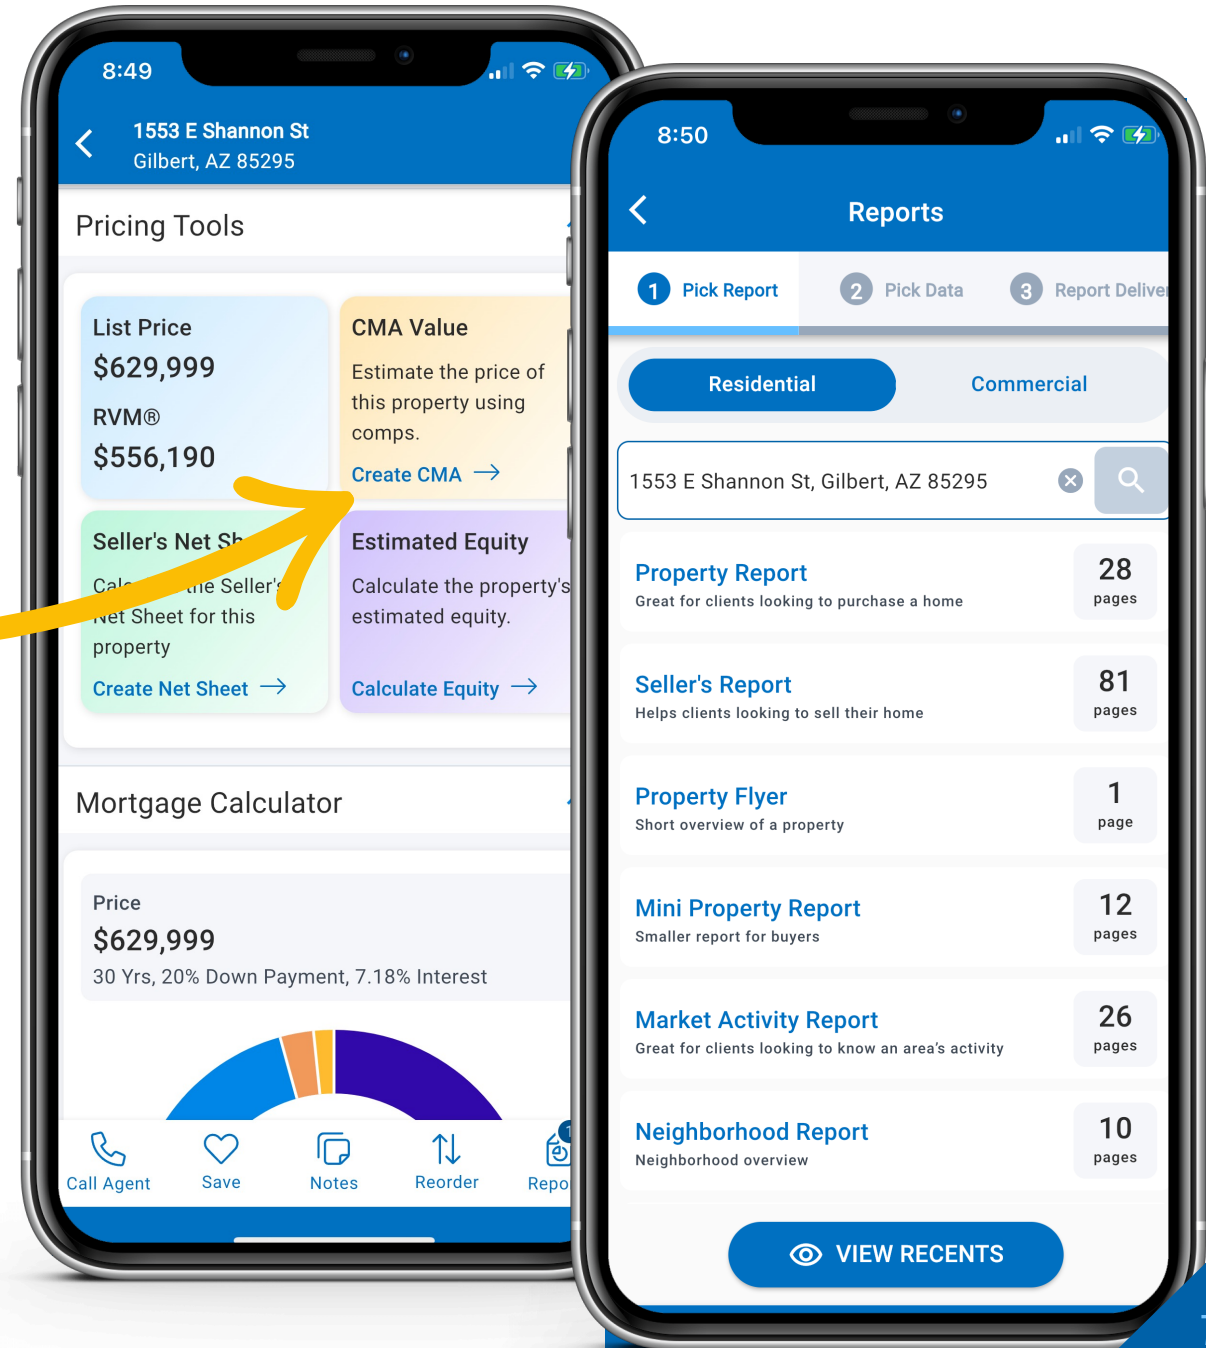 8:49
1553 E Shannon St
Gilbert, AZ 85295
Pricing Tools
List Price
$629,999
RVM®
$556,190
CMA Value
Estimate the price of
this property using
comps.
Create CMA
Seller's Net
the Seller's
Net Sheet for this
property
Create Net Sheet
Estimated Equity
Calculate the property's
estimated equity.
Calculate Equity
Mortgage Calculator
Price
$629,999
30 Yrs, 20% Down Payment, 7.18% Interest
Call Agent
Save
Notes
Reorder
Repo
8:50
Reports
1 Pick Report
2 Pick Data
3 Report Deliver
Residential
Commercial
1553 E Shannon St, Gilbert, AZ 85295
Property Report
Great for clients looking to purchase a home
28
pages
Seller's Report
Helps clients looking to sell their home
81
pages
Property Flyer
Short overview of a property
1
page
Mini Property Report
Smaller report for buyers
12
pages
Market Activity Report
Great for clients looking to know an area's activity
26
pages
Neighborhood Report
Neighborhood overview
10
pages
VIEW RECENTS